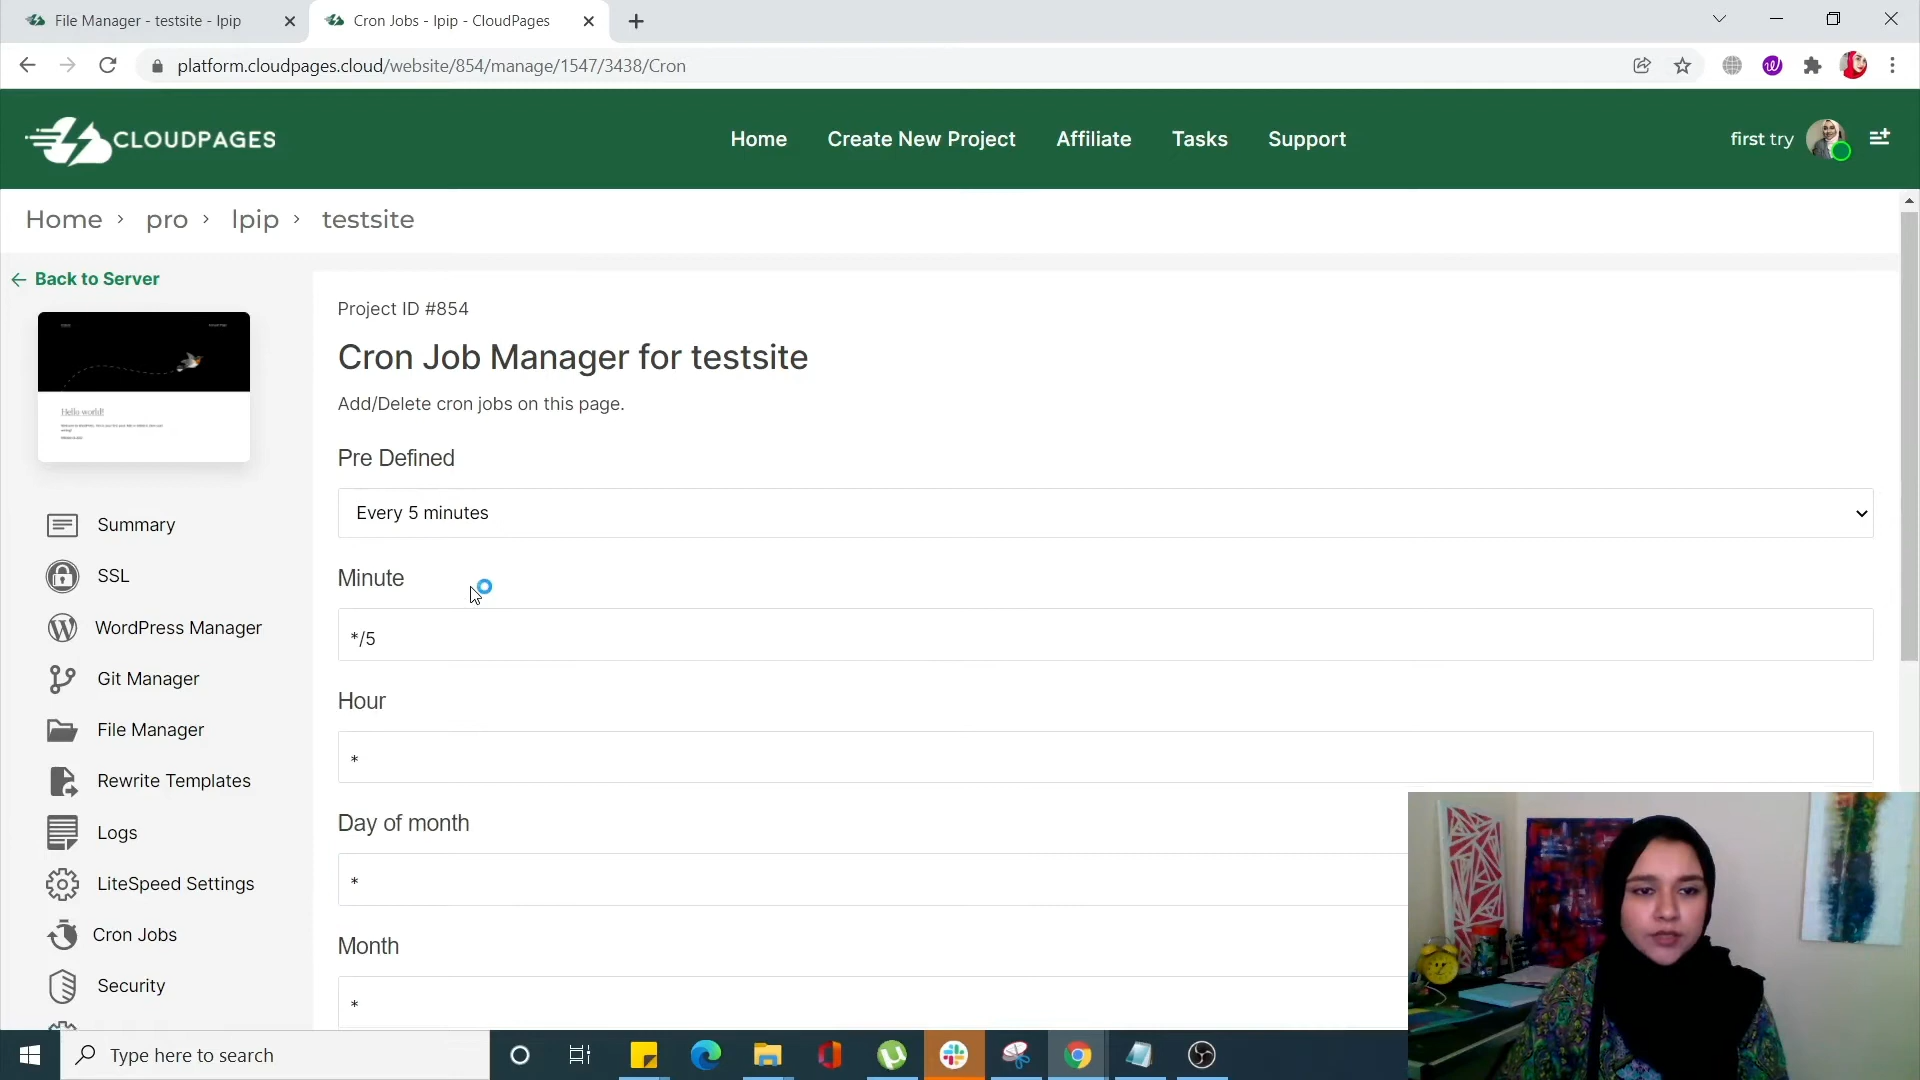 File Manager - testsite - lpip
Cron Jobs - lpip - CloudPages
platform.cloudpages.cloud/website/854/manage/1547/3438/Cron
CLOUDPAGES
Home
Create New Project
Affiliate
Tasks
Support
first try
Home > pro > lpip > testsite
Back to Server
Hello world!
Summary
SSL
WordPress Manager
Git Manager
File Manager
Rewrite Templates
Logs
LiteSpeed Settings
Cron Jobs
Security
Project ID #854
Cron Job Manager for testsite
Add/Delete cron jobs on this page.
Pre Defined
Every 5 minutes
Minute
*/5
Hour
*
Day of month
*
Month
*
Type here to search